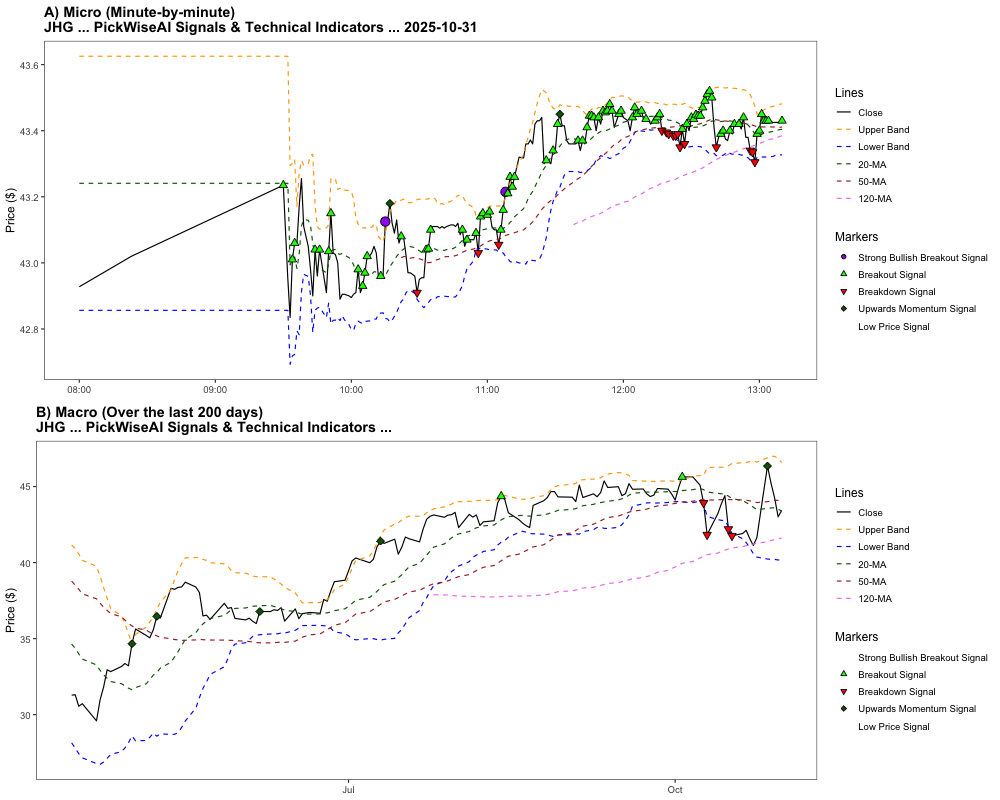 A) Micro (Minute-by-minute)
JHG ... PickWiseAI Signals & Technical Indicators ... 2025-10-31
Price ($)
43.6
43.4
43.2
43.0
42.8
08:00
09:00
10:00
11:00
12:00
13:00
Lines
Close
Upper Band
Lower Band
20-MA
50-MA
120-MA
Markers
Strong Bullish Breakout Signal
Breakout Signal
Breakdown Signal
Upwards Momentum Signal
Low Price Signal
B) Macro (Over the last 200 days)
JHG ... PickWiseAI Signals & Technical Indicators ...
Price ($)
45
40
35
30
Jul
Oct
Lines
Close
Upper Band
Lower Band
20-MA
50-MA
120-MA
Markers
Strong Bullish Breakout Signal
Breakout Signal
Breakdown Signal
Upwards Momentum Signal
Low Price Signal